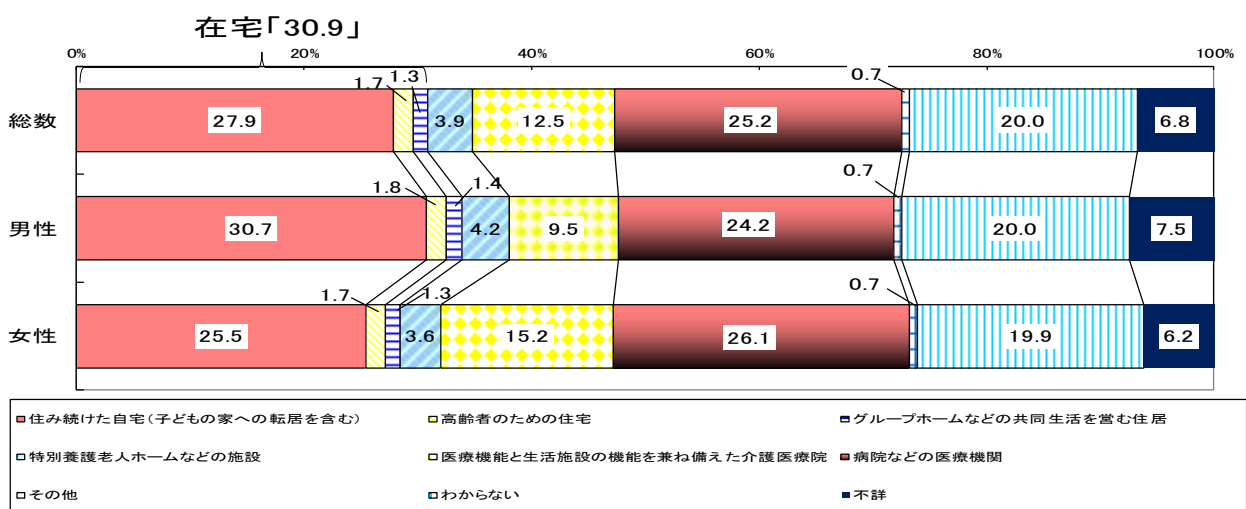 在宅「30.9」
0% 20% 40% 60% 80% 100%
1.7 1.3 0.7
総数 27.9 3.9 12.5 25.2 20.0 6.8
1.8 1.4 0.7
男性 30.7 4.2 9.5 24.2 20.0 7.5
1.7 1.3 0.7
女性 25.5 3.6 15.2 26.1 19.9 6.2
住み続けた自宅(子どもの家への転居を含む) 高齢者のための住宅 グループホームなどの共同生活を営む住居
特別養護老人ホームなどの施設 医療機能と生活施設の機能を兼ね備えた介護医療院 病院などの医療機関
その他 わからない 不詳